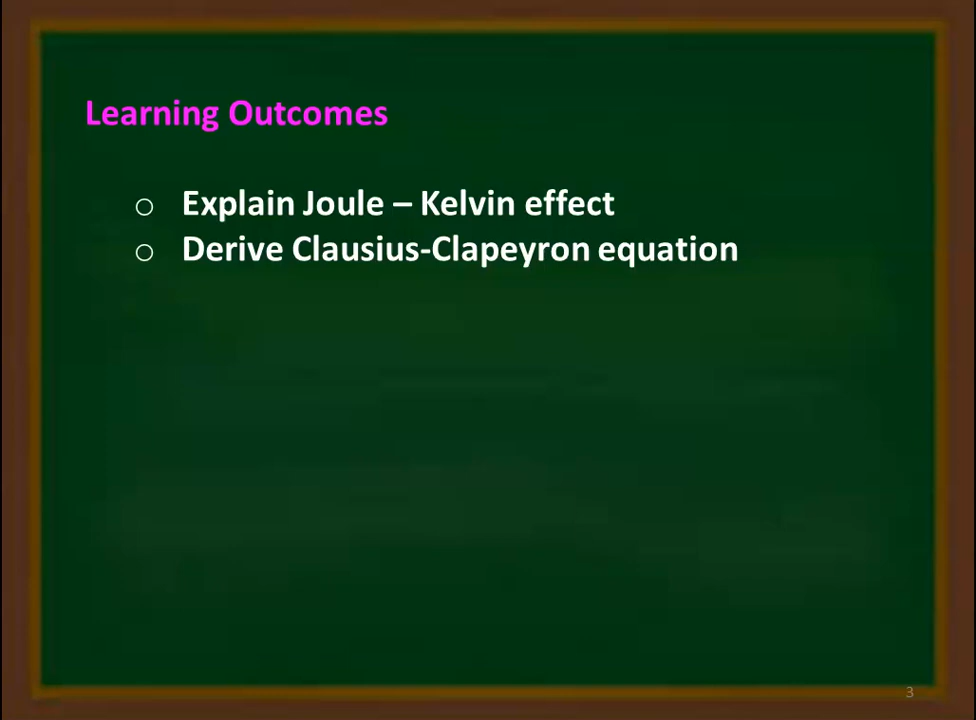 Learning Outcomes
○ Explain Joule – Kelvin effect
○ Derive Clausius-Clapeyron equation
3